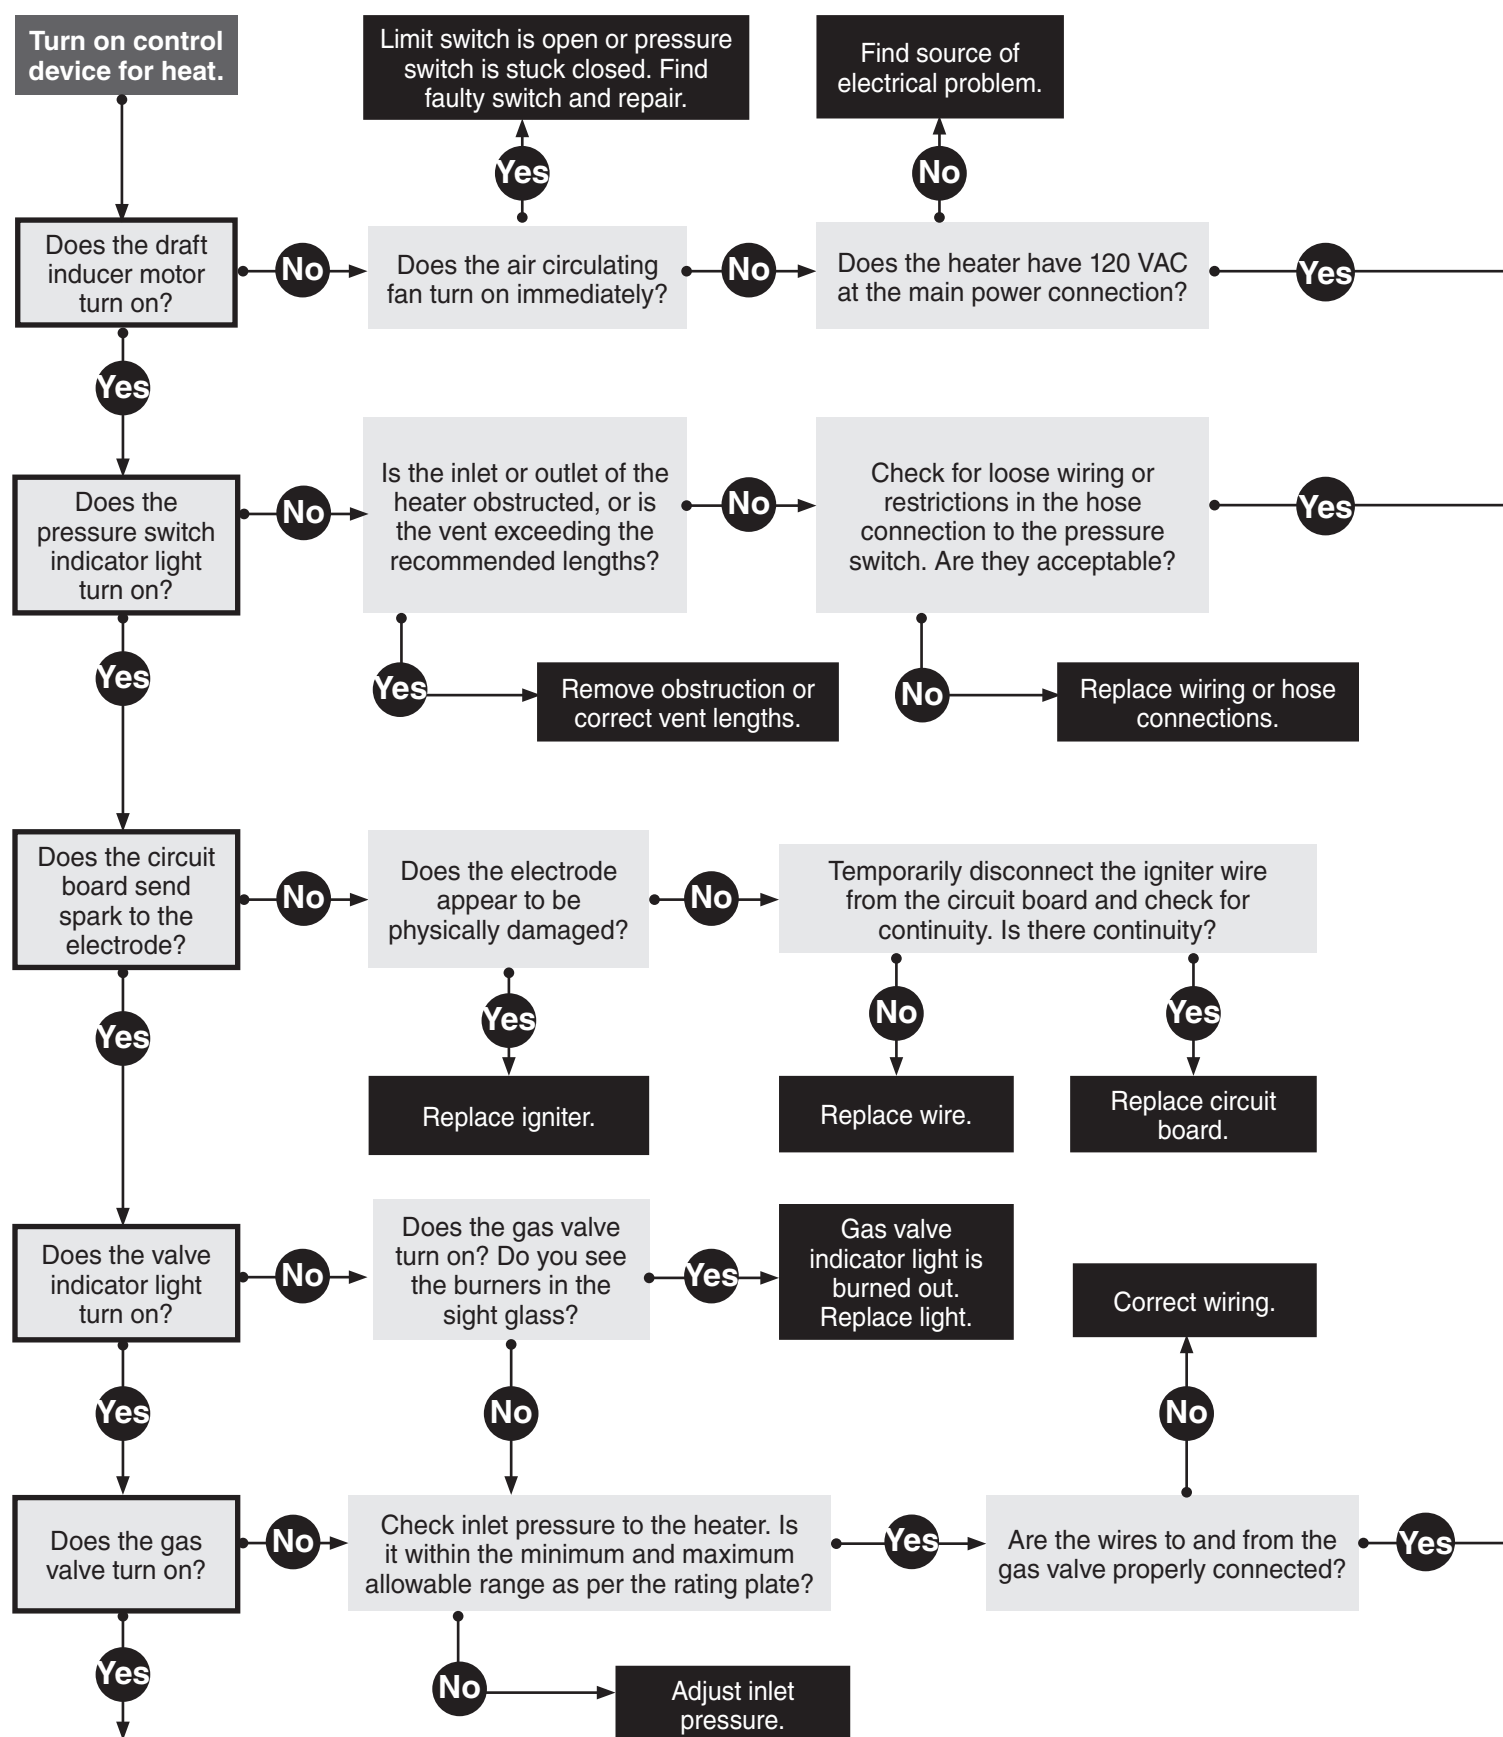 Turn on control
device for heat.
Limit switch is open or pressure
switch is stuck closed. Find
faulty switch and repair.
Find source of
electrical problem.
Yes
No
Does the draft
inducer motor
turn on?
No
Does the air circulating
fan turn on immediately?
No
Does the heater have 120 VAC
at the main power connection?
Yes
Yes
Does the
pressure switch
indicator light
turn on?
No
Is the inlet or outlet of the
heater obstructed, or is
the vent exceeding the
recommended lengths?
No
Check for loose wiring or
restrictions in the hose
connection to the pressure
switch. Are they acceptable?
Yes
Yes
Yes
Remove obstruction or
correct vent lengths.
No
Replace wiring or hose
connections.
Does the circuit
board send
spark to the
electrode?
No
Does the electrode
appear to be
physically damaged?
No
Temporarily disconnect the igniter wire
from the circuit board and check for
continuity. Is there continuity?
Yes
Yes
No
Yes
Replace igniter.
Replace wire.
Replace circuit
board.
Does the valve
indicator light
turn on?
No
Does the gas valve
turn on? Do you see
the burners in the
sight glass?
Yes
Gas valve
indicator light is
burned out.
Replace light.
Correct wiring.
Yes
No
No
Does the gas
valve turn on?
No
Check inlet pressure to the heater. Is
it within the minimum and maximum
allowable range as per the rating plate?
Yes
Are the wires to and from the
gas valve properly connected?
Yes
Yes
No
Adjust inlet
pressure.